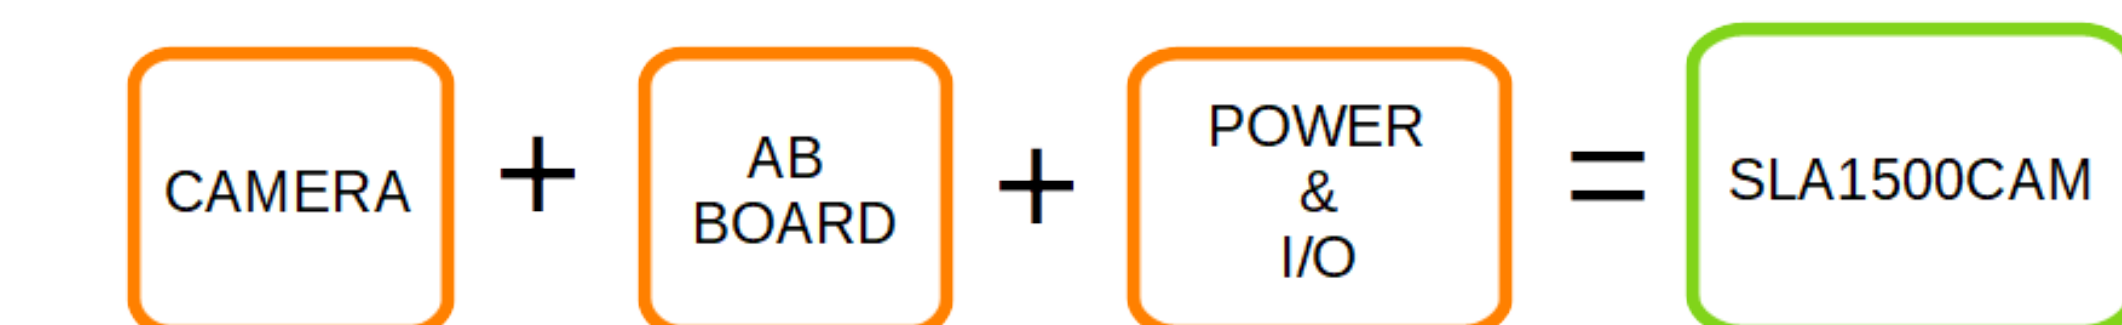 CAMERA
+
AB
BOARD
+
POWER
&
I/O
=
SLA1500CAM